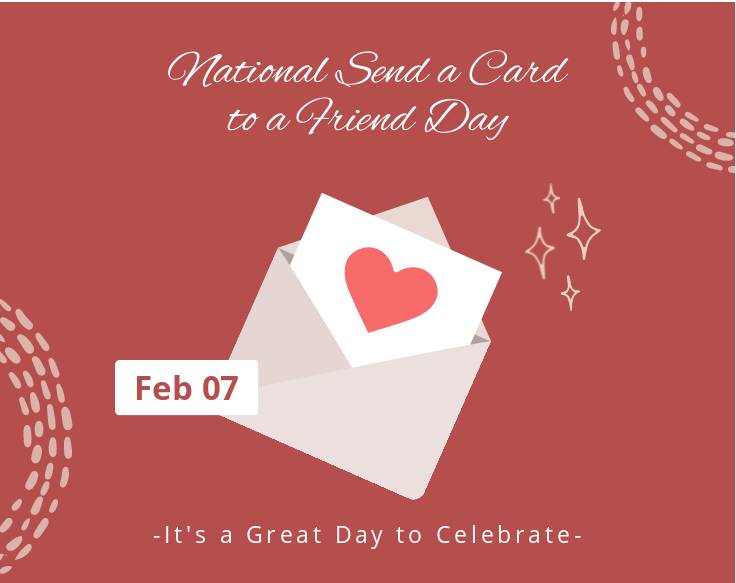 National Send a Card
to a Friend Day
Feb 07
-It's a Great Day to Celebrate-